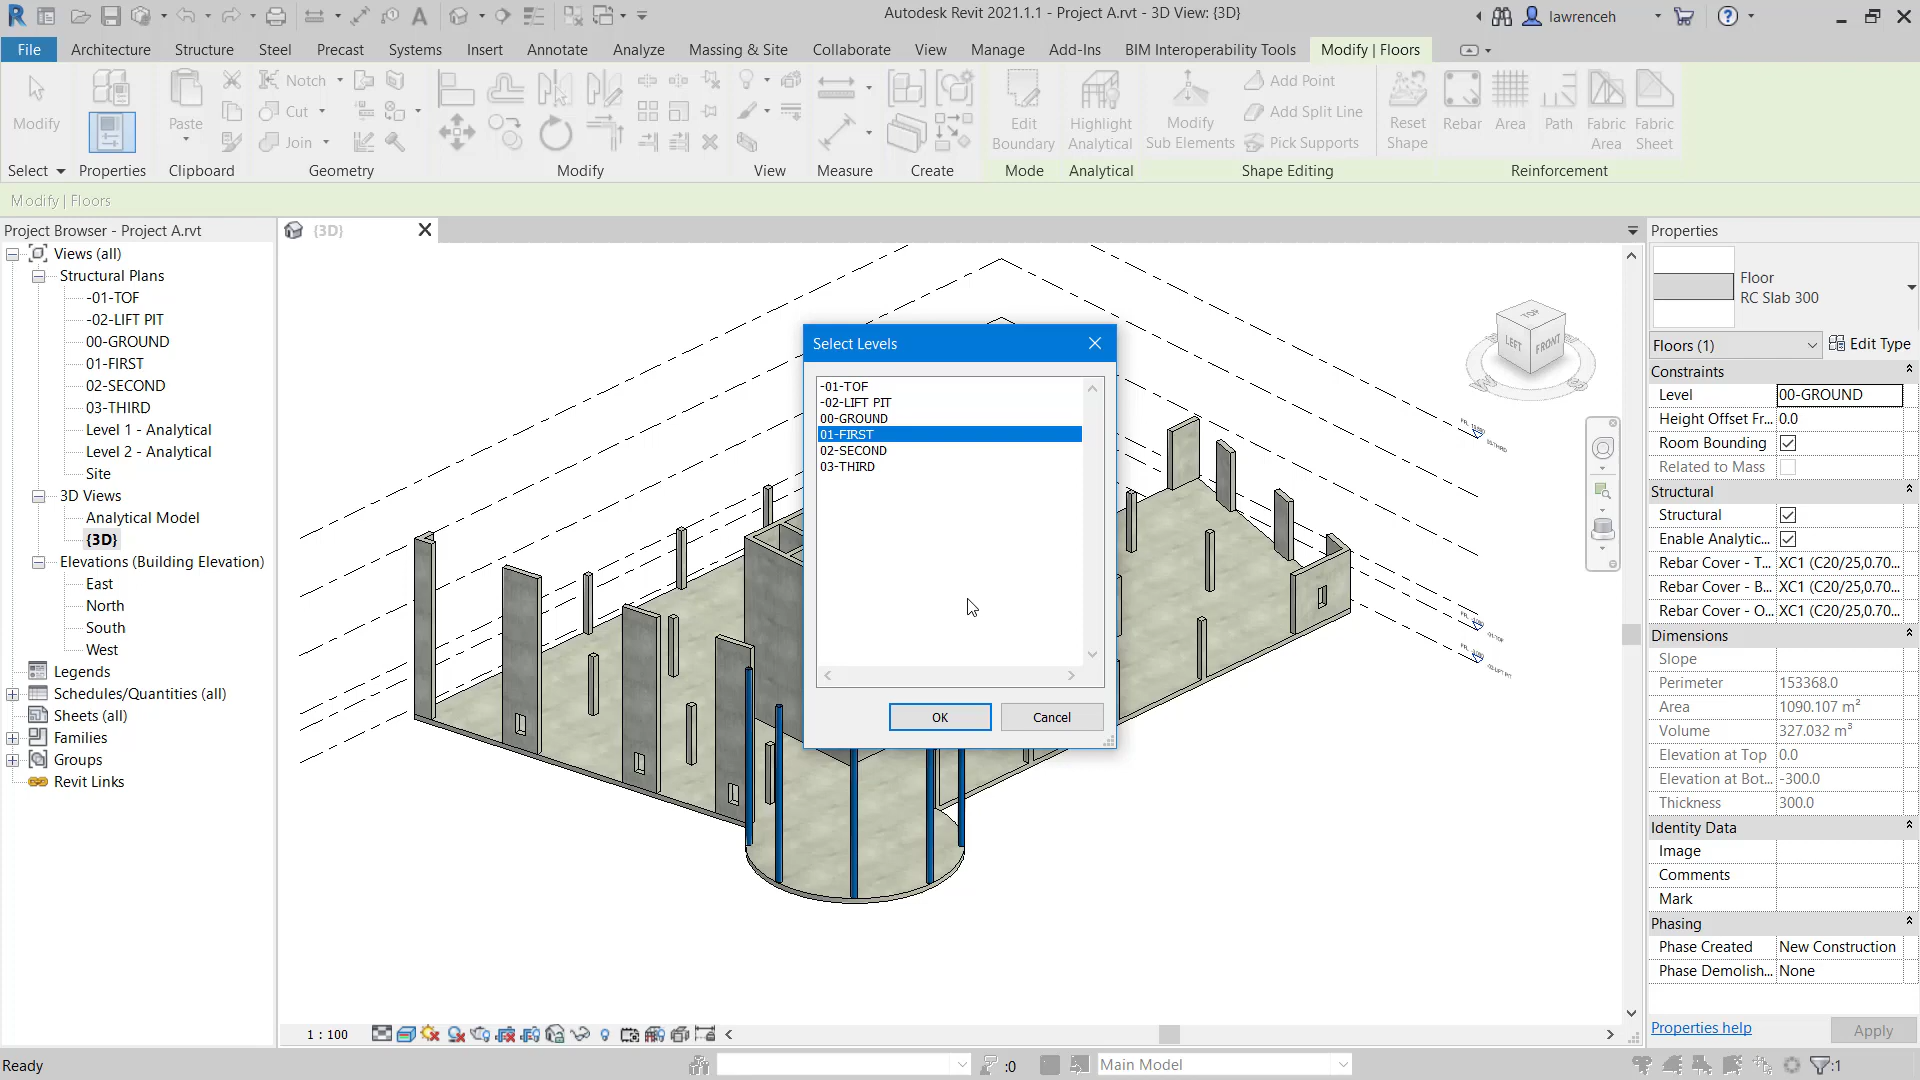 Autodesk Revit 2021.1.1 - Project A.rvt - 3D View: {3D}
lawrenceh
File Architecture Structure Steel Precast Systems Insert Annotate Analyze Massing & Site Collaborate View Manage Add-Ins BIM Interoperability Tools Modify | Floors
Modify
Paste
Notch
Cut
Join
Edit Boundary
Highlight Analytical
Modify Sub Elements
Add Point
Add Split Line
Pick Supports
Reset Shape
Rebar
Area
Path
Fabric Area
Fabric Sheet
Select Properties Clipboard Geometry Modify View Measure Create Mode Analytical Shape Editing Reinforcement
Modify | Floors
Project Browser - Project A.rvt
Views (all)
Structural Plans
-01-TOF
-02-LIFT PIT
00-GROUND
01-FIRST
02-SECOND
03-THIRD
Level 1 - Analytical
Level 2 - Analytical
Site
3D Views
Analytical Model
{3D}
Elevations (Building Elevation)
East
North
South
West
Legends
Schedules/Quantities (all)
Sheets (all)
Families
Groups
Revit Links
{3D}
Select Levels
-01-TOF
-02-LIFT PIT
00-GROUND
01-FIRST
02-SECOND
03-THIRD
OK
Cancel
TOP
LEFT
FRONT
Properties
Floor
RC Slab 300
Floors (1)
Edit Type
Constraints
Level 00-GROUND
Height Offset Fr... 0.0
Room Bounding
Related to Mass
Structural
Structural
Enable Analytic...
Rebar Cover - T... XC1 (C20/25,0.70...
Rebar Cover - B... XC1 (C20/25,0.70...
Rebar Cover - O... XC1 (C20/25,0.70...
Dimensions
Slope
Perimeter 153368.0
Area 1090.107 m²
Volume 327.032 m³
Elevation at Top 0.0
Elevation at Bot... -300.0
Thickness 300.0
Identity Data
Image
Comments
Mark
Phasing
Phase Created New Construction
Phase Demolish... None
Properties help
Apply
1 : 100
Ready
:0
Main Model
:1